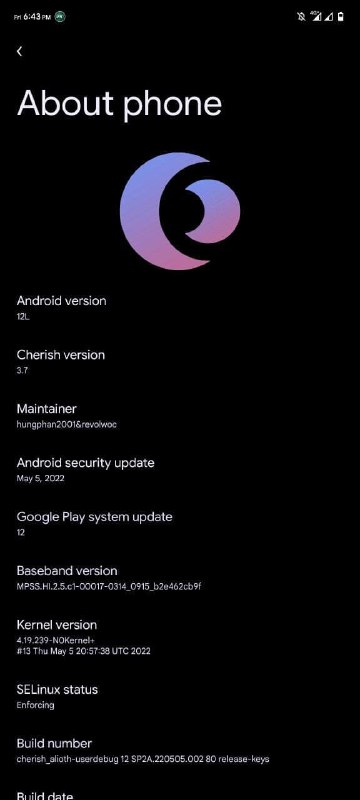 Fri 6:43 PM
About phone
Android version
12L
Cherish version
3.7
Maintainer
hungphan2001&revolwoc
Android security update
May 5, 2022
Google Play system update
12
Baseband version
MPSS.HI.2.5.c1-00017-0314_0915_b2e462cb9f
Kernel version
4.19.239-N0Kernel+
#13 Thu May 5 20:57:38 UTC 2022
SELinux status
Enforcing
Build number
cherish_alioth-userdebug 12 SP2A.220505.002 80 release-keys
Build date